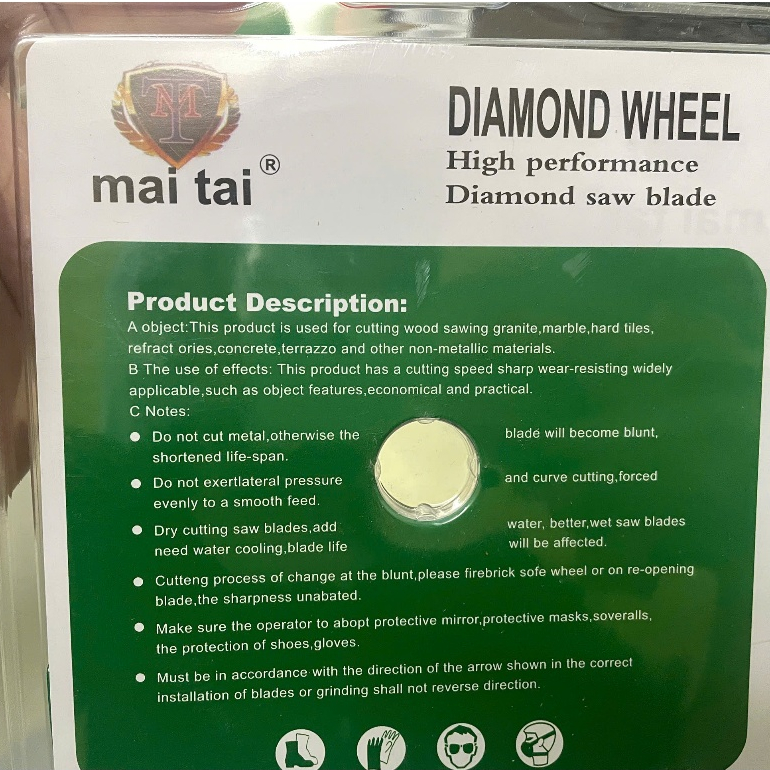 TM
mai tai ®
DIAMOND WHEEL
High performance
Diamond saw blade
Product Description:
A object:This product is used for cutting wood sawing granite,marble,hard tiles,
refract ories,concrete,terrazzo and other non-metallic materials.
B The use of effects: This product has a cutting speed sharp wear-resisting widely
applicable,such as object features,economical and practical.
C Notes:
● Do not cut metal,otherwise the blade will become blunt,
shortened life-span.
● Do not exertlateral pressure and curve cutting,forced
evenly to a smooth feed.
● Dry cutting saw blades,add water, better,wet saw blades
need water cooling,blade life will be affected.
● Cutteng process of change at the blunt,please firebrick sofe wheel or on re-opening
blade,the sharpness unabated.
● Make sure the operator to abopt protective mirror,protective masks,soveralls,
the protection of shoes,gloves.
● Must be in accordance with the direction of the arrow shown in the correct
installation of blades or grinding shall not reverse direction.